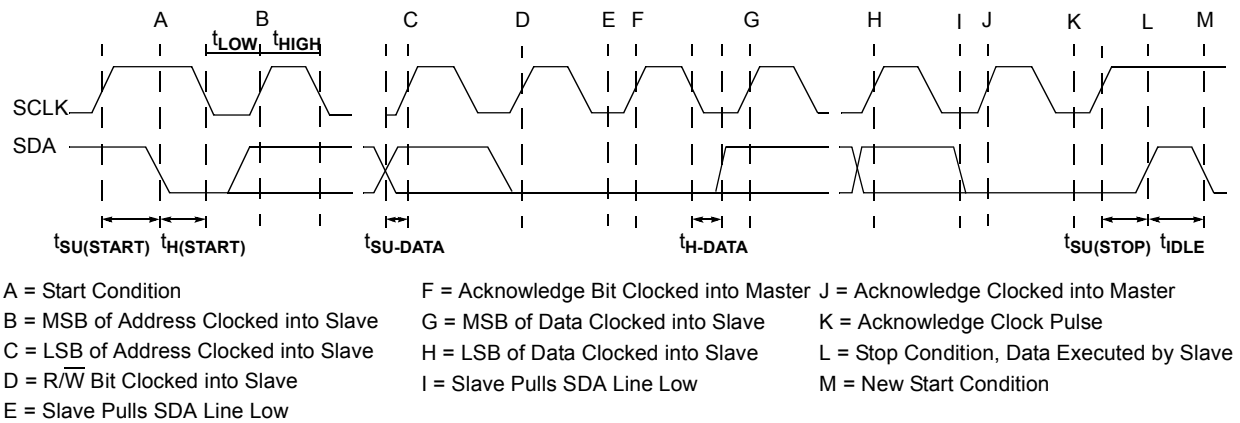 A B C D E F G H I J K L M
tLOW tHIGH
SCLK
SDA
tSU(START) tH(START) tSU-DATA tH-DATA tSU(STOP) tIDLE
A = Start Condition
B = MSB of Address Clocked into Slave
C = LSB of Address Clocked into Slave
D = R/W̅ Bit Clocked into Slave
E = Slave Pulls SDA Line Low
F = Acknowledge Bit Clocked into Master
G = MSB of Data Clocked into Slave
H = LSB of Data Clocked into Slave
I = Slave Pulls SDA Line Low
J = Acknowledge Clocked into Master
K = Acknowledge Clock Pulse
L = Stop Condition, Data Executed by Slave
M = New Start Condition